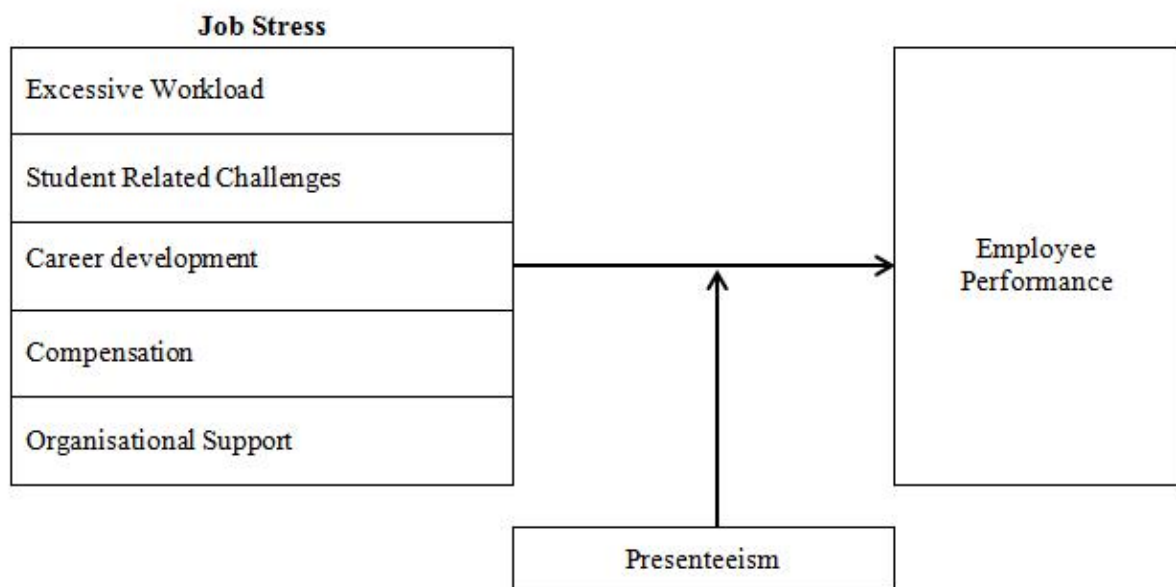 Job Stress
Excessive Workload
Student Related Challenges
Career development
Compensation
Organisational Support
Employee
Performance
Presenteeism